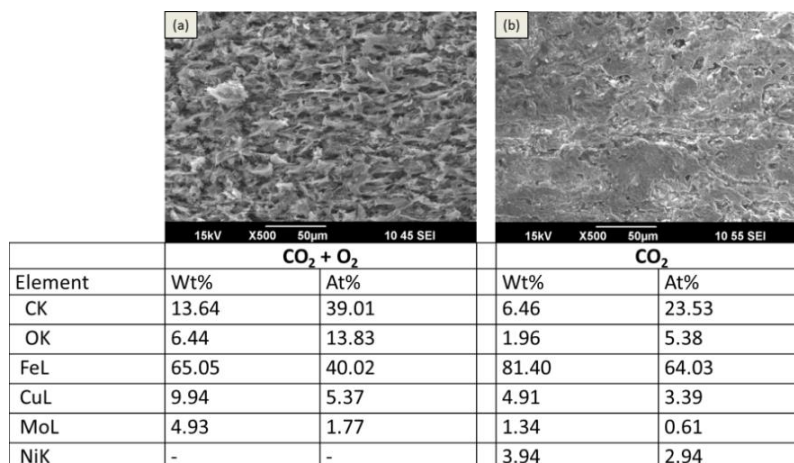 (a) (b)
15kV X500 50μm 10 45 SEI 15kV X500 50μm 10 55 SEI
CO₂ + O₂ CO₂
Element Wt% At% Wt% At%
CK 13.64 39.01 6.46 23.53
OK 6.44 13.83 1.96 5.38
FeL 65.05 40.02 81.40 64.03
CuL 9.94 5.37 4.91 3.39
MoL 4.93 1.77 1.34 0.61
NiK - - 3.94 2.94